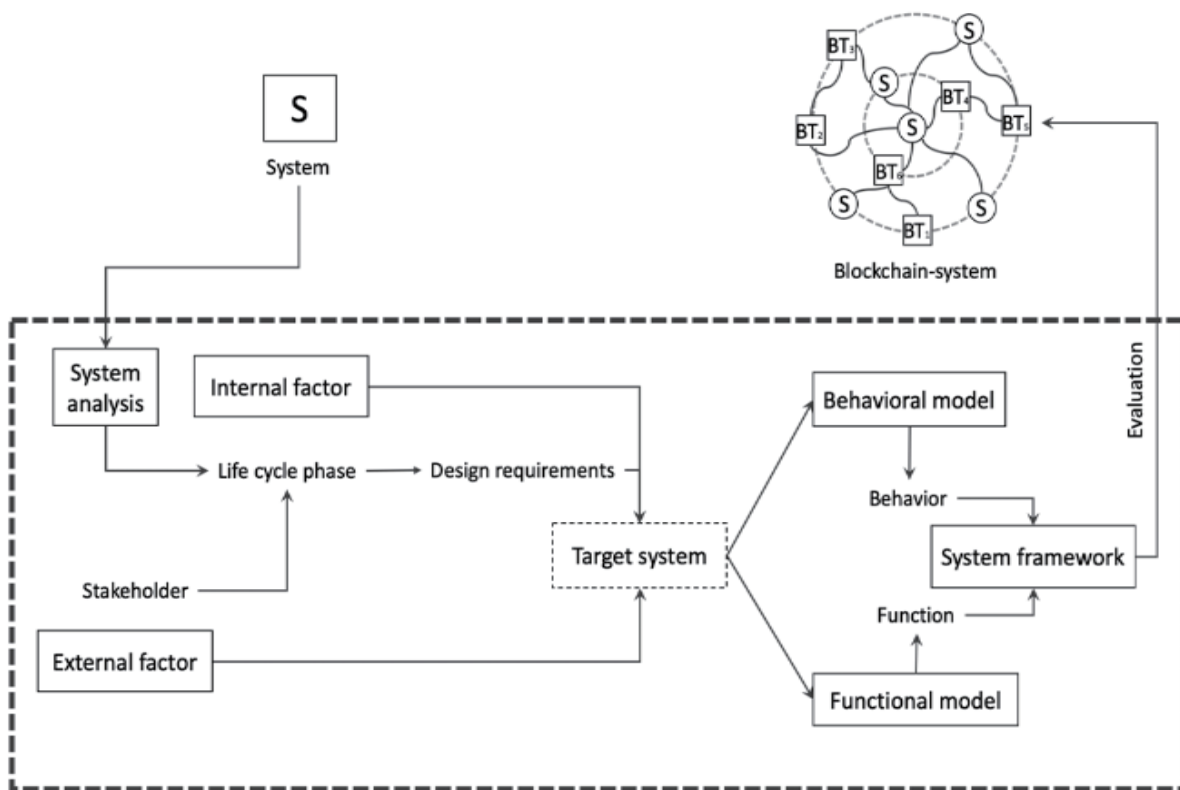 S
System
BT₃
S
S
BT₄
BT₂
S
BT₅
BT₆
S
S
BT₁
Blockchain-system
System
analysis
Internal factor
Life cycle phase
Design requirements
Stakeholder
External factor
Target system
Behavioral model
Behavior
System framework
Function
Functional model
Evaluation